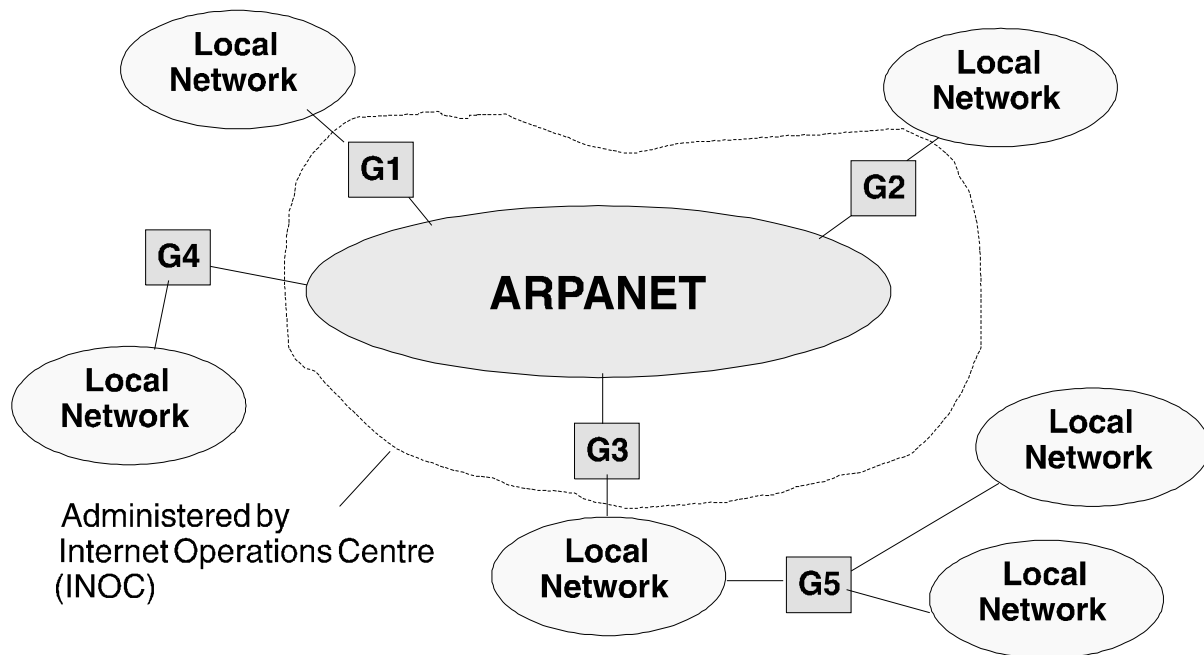 Local
Network
Local
Network
G1
G2
G4
ARPANET
Local
Network
G3
Local
Network
Administered by
Internet Operations Centre
(INOC)
Local
Network
G5
Local
Network